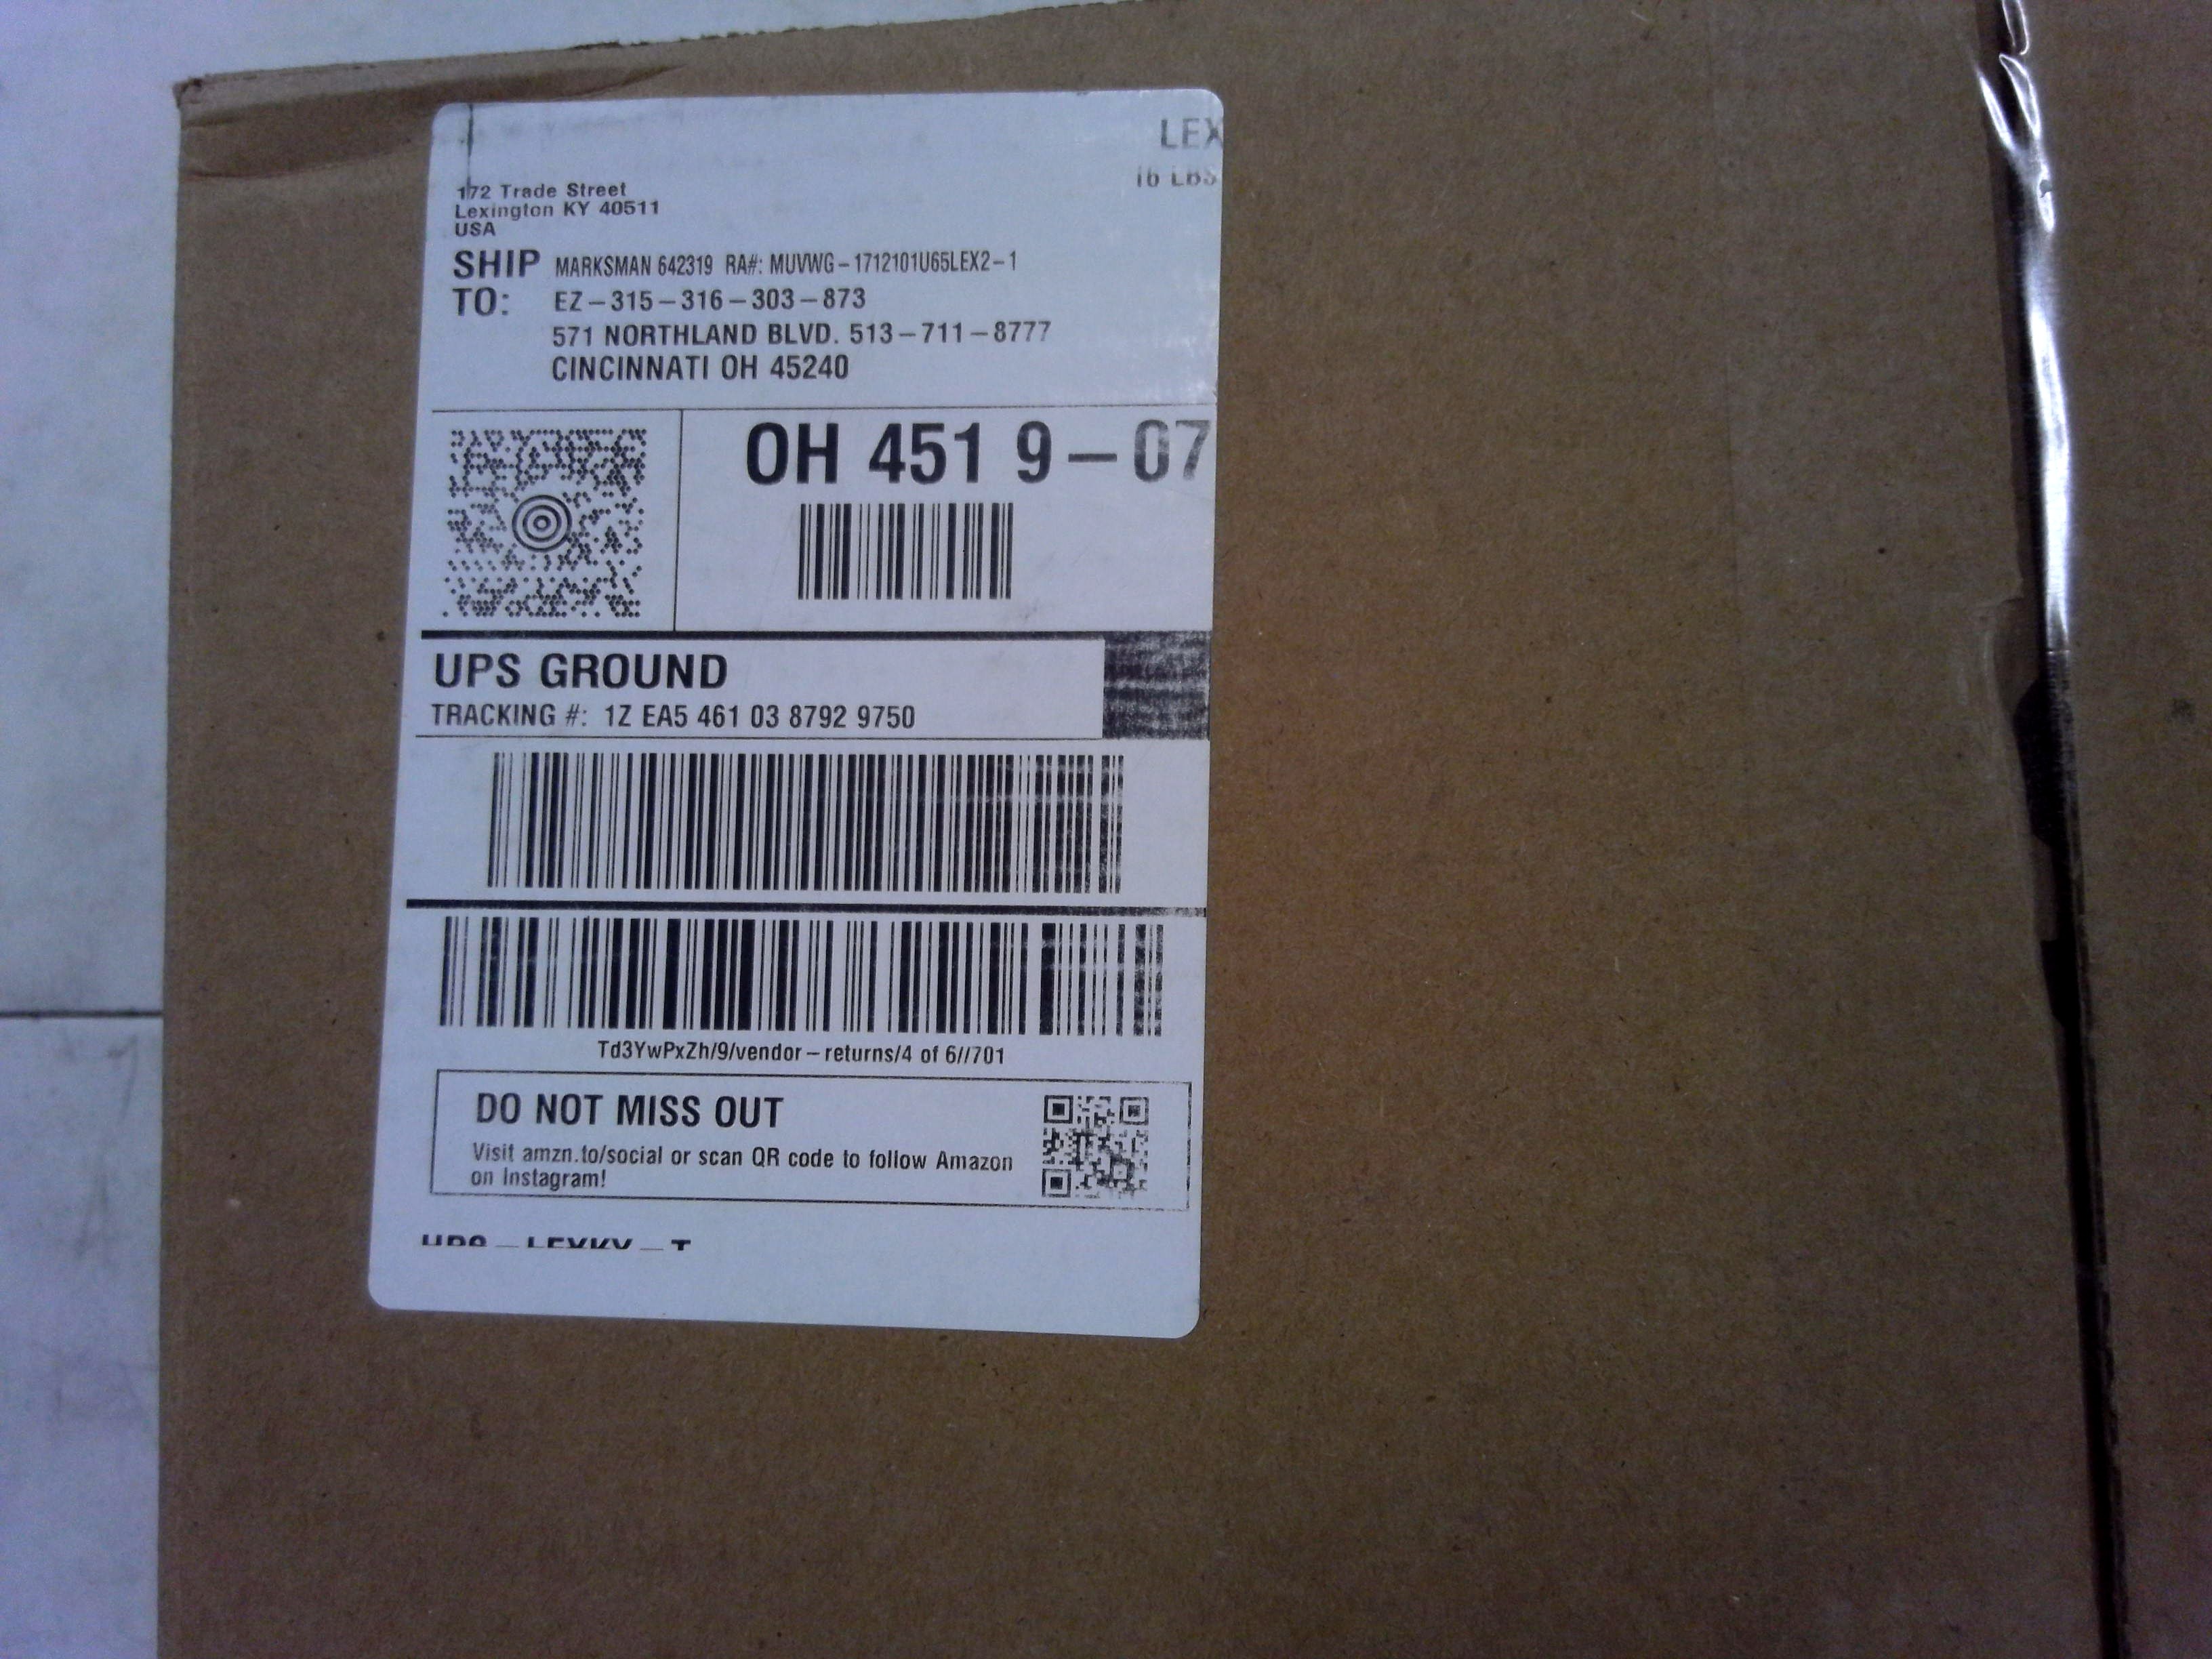 LEX
16 LBS
172 Trade Street
Lexington KY 40511
USA
SHIP TO: MARKSMAN 642319 RA#: MUVWG-1712101U65LEX2-1
EZ-315-316-303-873
571 NORTHLAND BLVD. 513-711-8777
CINCINNATI OH 45240
OH 451 9-07
UPS GROUND
TRACKING #: 1Z EA5 461 03 8792 9750
Td3YwPxZh/9/vendor-returns/4 of 6//701
DO NOT MISS OUT
Visit amzn.to/social or scan QR code to follow Amazon
on Instagram!